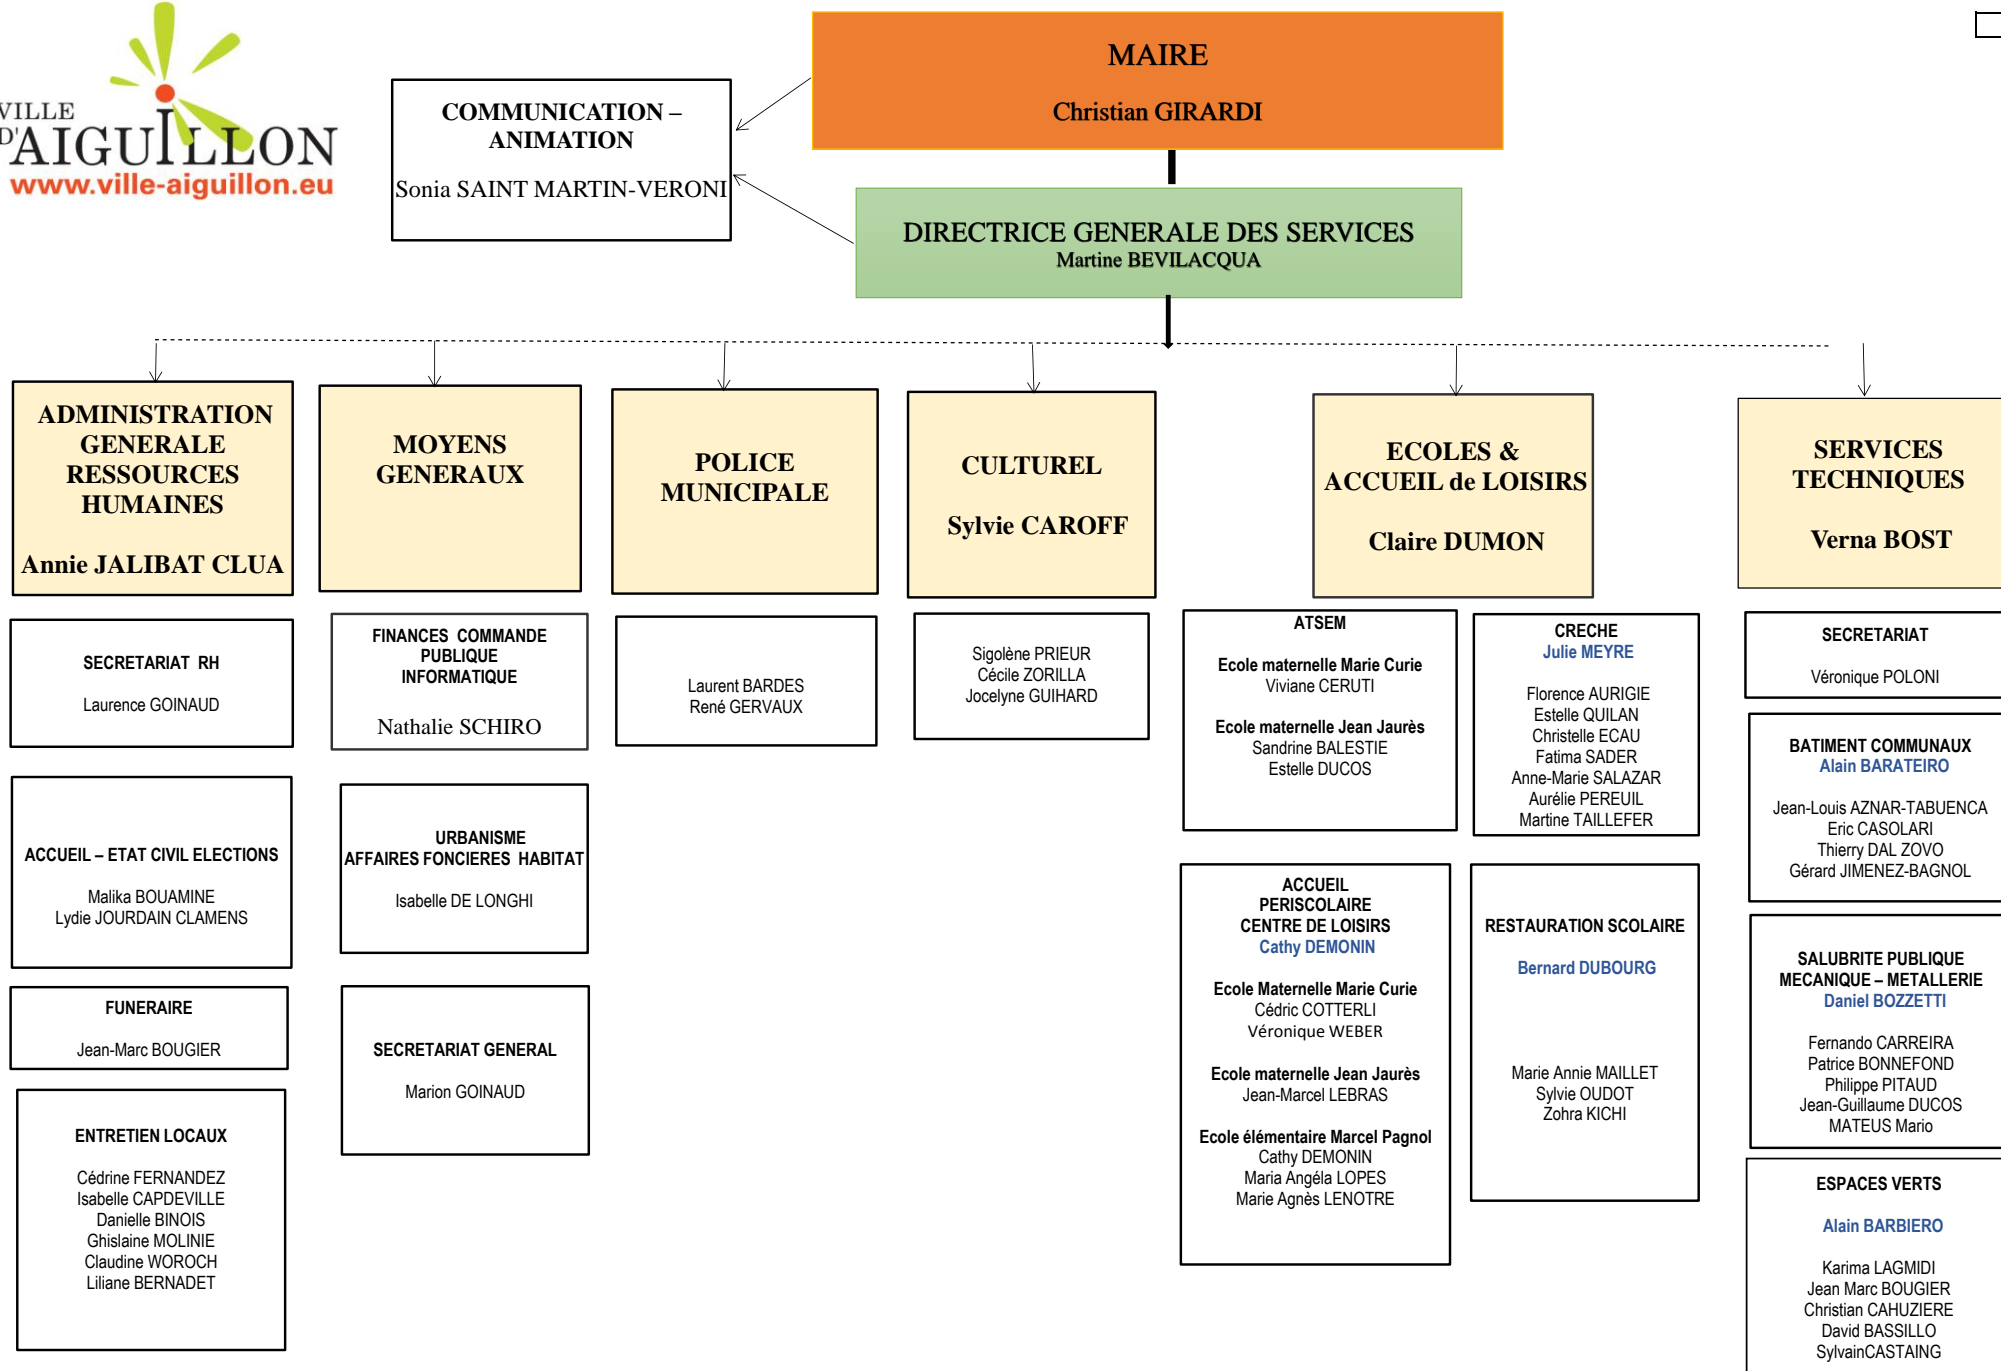 VILLE
D'AIGUILLON
www.ville-aiguillon.eu
COMMUNICATION –
ANIMATION
Sonia SAINT MARTIN-VERONI
MAIRE
Christian GIRARDI
DIRECTRICE GENERALE DES SERVICES
Martine BEVILACQUA
ADMINISTRATION
GENERALE
RESSOURCES
HUMAINES
Annie JALIBAT CLUA
MOYENS
GENERAUX
POLICE
MUNICIPALE
CULTUREL
Sylvie CAROFF
ECOLES &
ACCUEIL de LOISIRS
Claire DUMON
SERVICES
TECHNIQUES
Verna BOST
SECRETARIAT RH
Laurence GOINAUD
ACCUEIL – ETAT CIVIL ELECTIONS
Malika BOUAMINE
Lydie JOURDAIN CLAMENS
FUNERAIRE
Jean-Marc BOUGIER
ENTRETIEN LOCAUX
Cédrine FERNANDEZ
Isabelle CAPDEVILLE
Danielle BINOIS
Ghislaine MOLINIE
Claudine WOROCH
Liliane BERNADET
FINANCES COMMANDE
PUBLIQUE
INFORMATIQUE
Nathalie SCHIRO
URBANISME
AFFAIRES FONCIERES HABITAT
Isabelle DE LONGHI
SECRETARIAT GENERAL
Marion GOINAUD
Laurent BARDES
René GERVAUX
Sigolène PRIEUR
Cécile ZORILLA
Jocelyne GUIHARD
ATSEM
Ecole maternelle Marie Curie
Viviane CERUTI
Ecole maternelle Jean Jaurès
Sandrine BALESTIE
Estelle DUCOS
ACCUEIL
PERISCOLAIRE
CENTRE DE LOISIRS
Cathy DEMONIN
Ecole Maternelle Marie Curie
Cédric COTTERLI
Véronique WEBER
Ecole maternelle Jean Jaurès
Jean-Marcel LEBRAS
Ecole élémentaire Marcel Pagnol
Cathy DEMONIN
Maria Angéla LOPES
Marie Agnès LENOTRE
CRECHE
Julie MEYRE
Florence AURIGIE
Estelle QUILAN
Christelle ECAU
Fatima SADER
Anne-Marie SALAZAR
Aurélie PEREUIL
Martine TAILLEFER
RESTAURATION SCOLAIRE
Bernard DUBOURG
Marie Annie MAILLET
Sylvie OUDOT
Zohra KICHI
SECRETARIAT
Véronique POLONI
BATIMENT COMMUNAUX
Alain BARATEIRO
Jean-Louis AZNAR-TABUENCA
Eric CASOLARI
Thierry DAL ZOVO
Gérard JIMENEZ-BAGNOL
SALUBRITE PUBLIQUE
MECANIQUE – METALLERIE
Daniel BOZZETTI
Fernando CARREIRA
Patrice BONNEFOND
Philippe PITAUD
Jean-Guillaume DUCOS
MATEUS Mario
ESPACES VERTS
Alain BARBIERO
Karima LAGMIDI
Jean Marc BOUGIER
Christian CAHUZIERE
David BASSILLO
SylvainCASTAING